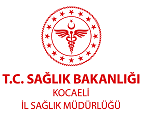 T.C. SAĞLIK BAKANLIĞI
KOCAELİ
İL SAĞLIK MÜDÜRLÜĞÜ